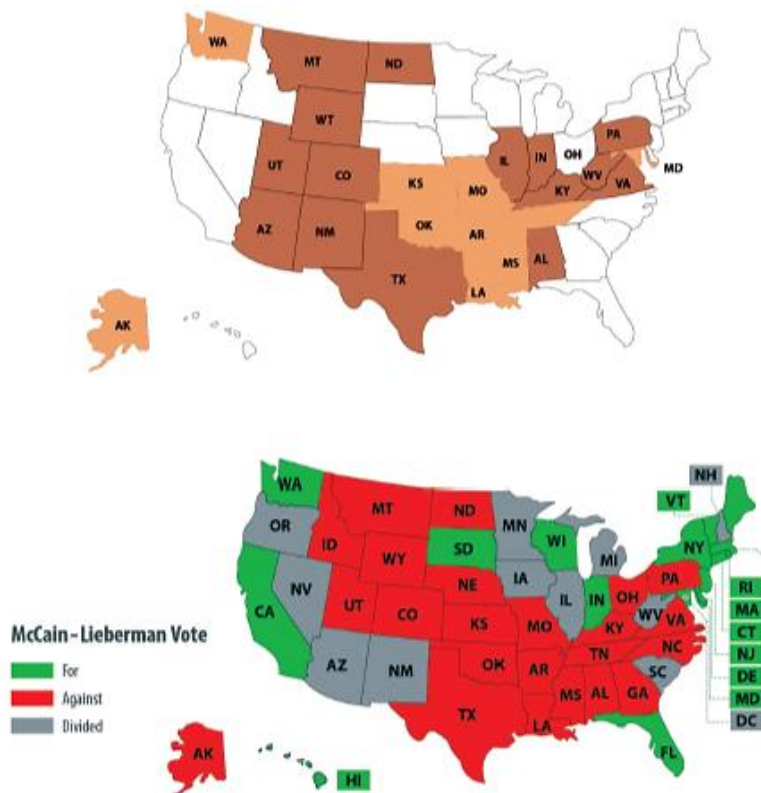 WA
MT
ND
WT
UT
CO
AZ
NM
KS
OK
TX
MO
AR
LA
MS
AL
IL
IN
OH
KY
WV
PA
VA
MD
AK
McCain–Lieberman Vote
For
Against
Divided
WA
OR
CA
NV
ID
MT
WY
UT
CO
AZ
NM
ND
SD
NE
KS
OK
TX
MN
IA
MO
AR
LA
WI
IL
MI
IN
OH
KY
TN
MS
AL
GA
FL
SC
NC
VA
WV
PA
NY
VT
NH
RI
MA
CT
NJ
DE
MD
DC
AK
HI